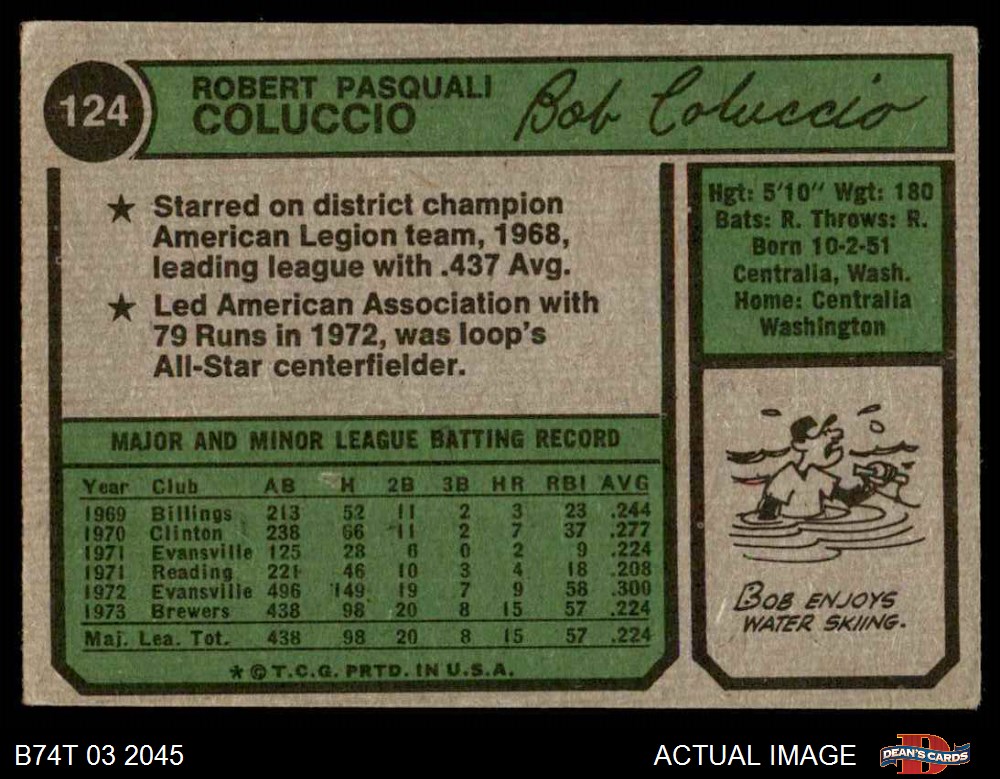 124
ROBERT PASQUALI
COLUCCIO
Bob Coluccio
★ Starred on district champion
American Legion team, 1968,
leading league with .437 Avg.
★ Led American Association with
79 Runs in 1972, was loop's
All-Star centerfielder.
Hgt: 5'10" Wgt: 180
Bats: R. Throws: R.
Born 10-2-51
Centralia, Wash.
Home: Centralia
Washington
MAJOR AND MINOR LEAGUE BATTING RECORD
Year Club AB H 2B 3B HR RBI AVG
1969 Billings 213 52 11 2 3 23 .244
1970 Clinton 238 66 11 2 7 37 .277
1971 Evansville 125 28 6 0 2 9 .224
1971 Reading 221 46 10 3 4 18 .208
1972 Evansville 496 149 19 7 9 58 .300
1973 Brewers 438 98 20 8 15 57 .224
Maj. Lea. Tot. 438 98 20 8 15 57 .224
* © T.C.G. PRTD. IN U.S.A.
BOB ENJOYS
WATER SKIING.
B74T 03 2045
ACTUAL IMAGE
DEAN'S CARDS